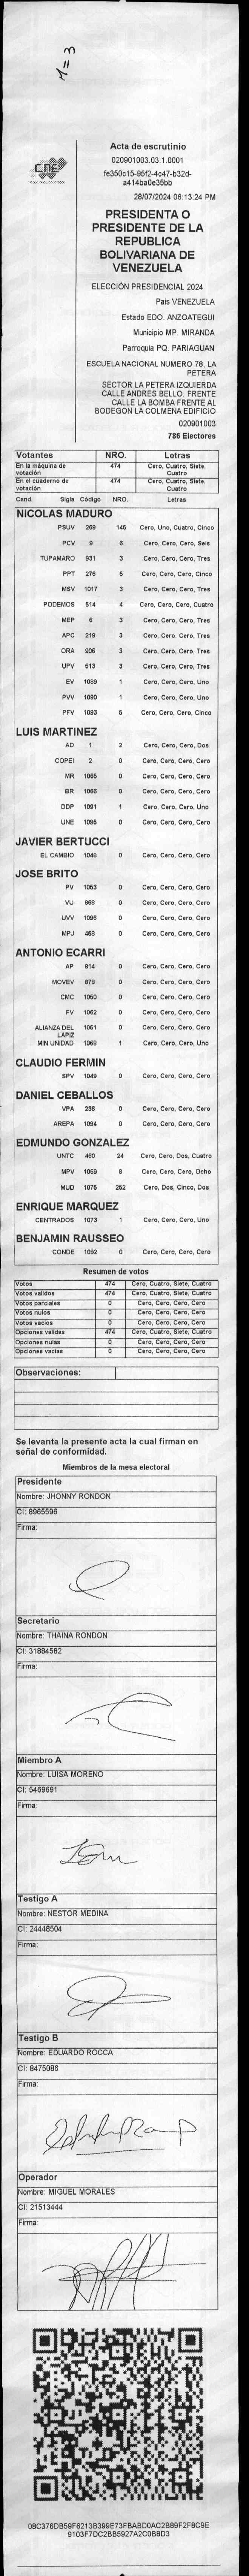 M=3
CNE
Acta de escrutinio
020901003.03.1.0001
fe350c15-95f2-4c47-b32d-
a414ba0e35bb
28/07/2024 06:13:24 PM
PRESIDENTA O
PRESIDENTE DE LA
REPUBLICA
BOLIVARIANA DE
VENEZUELA
ELECCIÓN PRESIDENCIAL 2024
Pais VENEZUELA
Estado EDO. ANZOATEGUI
Municipio MP. MIRANDA
Parroquia PQ. PARIAGUAN
ESCUELA NACIONAL NUMERO 78, LA
PETERA
SECTOR LA PETERA IZQUIERDA
CALLE ANDRES BELLO, FRENTE
CALLE LA BOMBA FRENTE AL
BODEGON LA COLMENA EDIFICIO
020901003
786 Electores
Votantes NRO. Letras
En la máquina de votación 474 Cero, Cuatro, Siete, Cuatro
En el cuaderno de votación 474 Cero, Cuatro, Siete, Cuatro
Cand. Sigla Código NRO. Letras
NICOLAS MADURO
PSUV 269 145 Cero, Uno, Cuatro, Cinco
PCV 9 6 Cero, Cero, Cero, Seis
TUPAMARO 931 3 Cero, Cero, Cero, Tres
PPT 276 5 Cero, Cero, Cero, Cinco
MSV 1017 3 Cero, Cero, Cero, Tres
PODEMOS 514 4 Cero, Cero, Cero, Cuatro
MEP 6 3 Cero, Cero, Cero, Tres
APC 219 3 Cero, Cero, Cero, Tres
ORA 906 3 Cero, Cero, Cero, Tres
UPV 513 3 Cero, Cero, Cero, Tres
EV 1089 1 Cero, Cero, Cero, Uno
PVV 1090 1 Cero, Cero, Cero, Uno
PFV 1093 5 Cero, Cero, Cero, Cinco
LUIS MARTINEZ
AD 1 2 Cero, Cero, Cero, Dos
COPEI 2 0 Cero, Cero, Cero, Cero
MR 1065 0 Cero, Cero, Cero, Cero
BR 1066 0 Cero, Cero, Cero, Cero
DDP 1091 1 Cero, Cero, Cero, Uno
UNE 1095 0 Cero, Cero, Cero, Cero
JAVIER BERTUCCI
EL CAMBIO 1048 0 Cero, Cero, Cero, Cero
JOSE BRITO
PV 1053 0 Cero, Cero, Cero, Cero
VU 868 0 Cero, Cero, Cero, Cero
UVV 1096 0 Cero, Cero, Cero, Cero
MPJ 458 0 Cero, Cero, Cero, Cero
ANTONIO ECARRI
AP 814 0 Cero, Cero, Cero, Cero
MOVEV 878 0 Cero, Cero, Cero, Cero
CMC 1050 0 Cero, Cero, Cero, Cero
FV 1062 0 Cero, Cero, Cero, Cero
ALIANZA DEL LAPIZ 1051 0 Cero, Cero, Cero, Cero
MIN UNIDAD 1068 1 Cero, Cero, Cero, Uno
CLAUDIO FERMIN
SPV 1049 0 Cero, Cero, Cero, Cero
DANIEL CEBALLOS
VPA 236 0 Cero, Cero, Cero, Cero
AREPA 1094 0 Cero, Cero, Cero, Cero
EDMUNDO GONZALEZ
UNTC 460 24 Cero, Cero, Dos, Cuatro
MPV 1069 8 Cero, Cero, Cero, Ocho
MUD 1075 252 Cero, Dos, Cinco, Dos
ENRIQUE MARQUEZ
CENTRADOS 1073 1 Cero, Cero, Cero, Uno
BENJAMIN RAUSSEO
CONDE 1092 0 Cero, Cero, Cero, Cero
Resumen de votos
Votos 474 Cero, Cuatro, Siete, Cuatro
Votos validos 474 Cero, Cuatro, Siete, Cuatro
Votos parciales 0 Cero, Cero, Cero, Cero
Votos nulos 0 Cero, Cero, Cero, Cero
Votos vacios 0 Cero, Cero, Cero, Cero
Opciones validas 474 Cero, Cuatro, Siete, Cuatro
Opciones nulas 0 Cero, Cero, Cero, Cero
Opciones vacias 0 Cero, Cero, Cero, Cero
Observaciones:
Se levanta la presente acta la cual firman en
señal de conformidad.
Miembros de la mesa electoral
Presidente
Nombre: JHONNY RONDON
CI: 8965596
Firma:
Secretario
Nombre: THAINA RONDON
CI: 31884582
Firma:
Miembro A
Nombre: LUISA MORENO
CI: 5469691
Firma:
Testigo A
Nombre: NESTOR MEDINA
CI: 24448504
Firma:
Testigo B
Nombre: EDUARDO ROCCA
CI: 8475086
Firma:
Operador
Nombre: MIGUEL MORALES
CI: 21513444
Firma:
08C376DB59F6213B399E73FBABD0AC2B89F2F8C9E
9103F7DC2BB5927A2C0B8D3